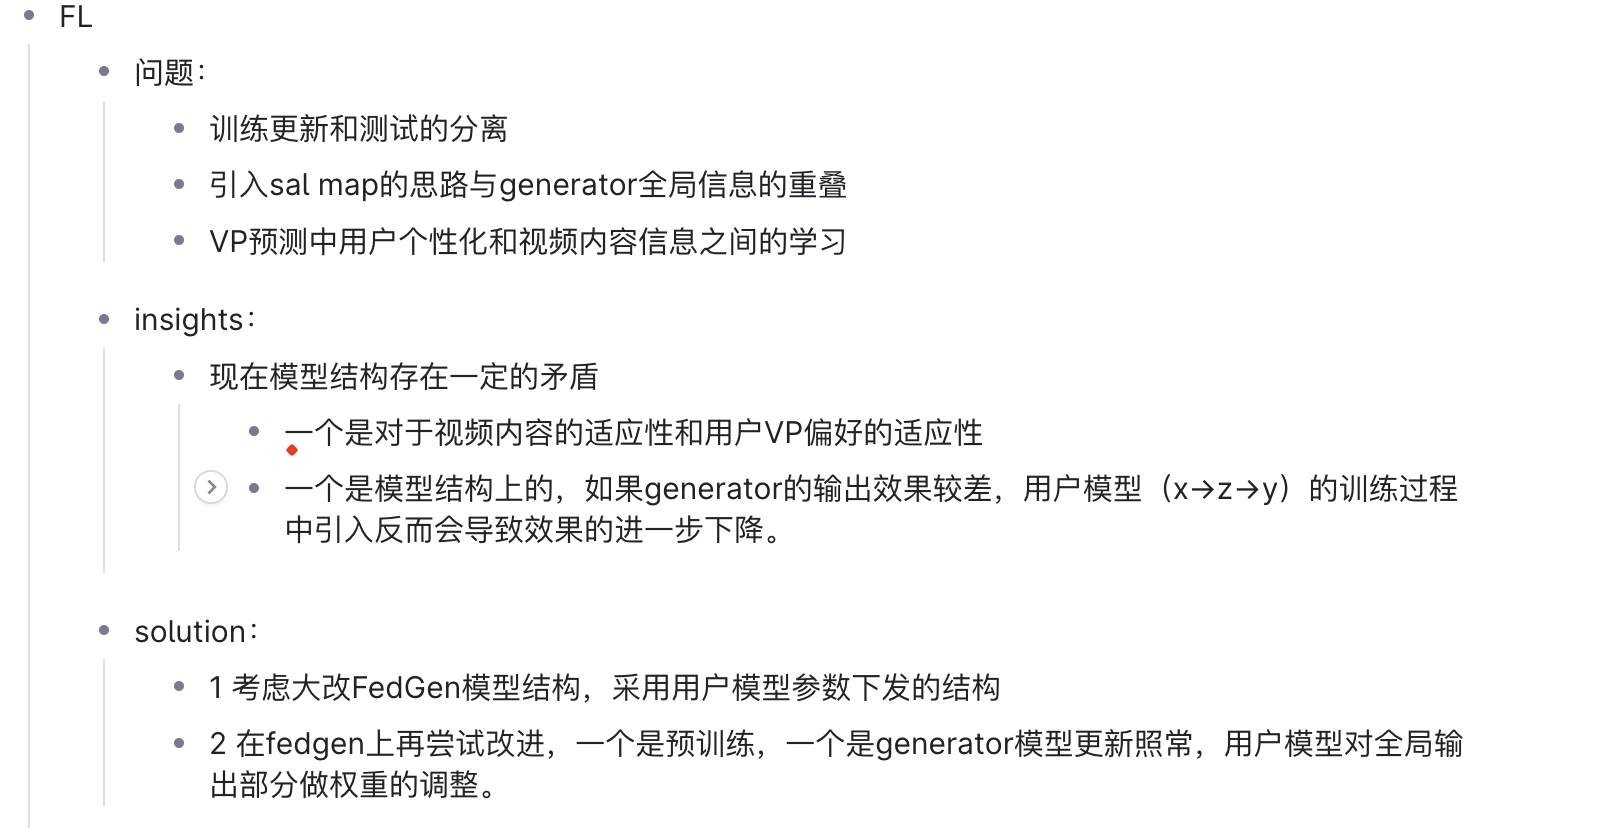 FL
问题：
训练更新和测试的分离
引入sal map的思路与generator全局信息的重叠
VP预测中用户个性化和视频内容信息之间的学习
insights：
现在模型结构存在一定的矛盾
一个是对于视频内容的适应性和用户VP偏好的适应性
一个是模型结构上的，如果generator的输出效果较差，用户模型（x→z→y）的训练过程
中引入反而会导致效果的进一步下降。
solution：
1 考虑大改FedGen模型结构，采用用户模型参数下发的结构
2 在fedgen上再尝试改进，一个是预训练，一个是generator模型更新照常，用户模型对全局输
出部分做权重的调整。